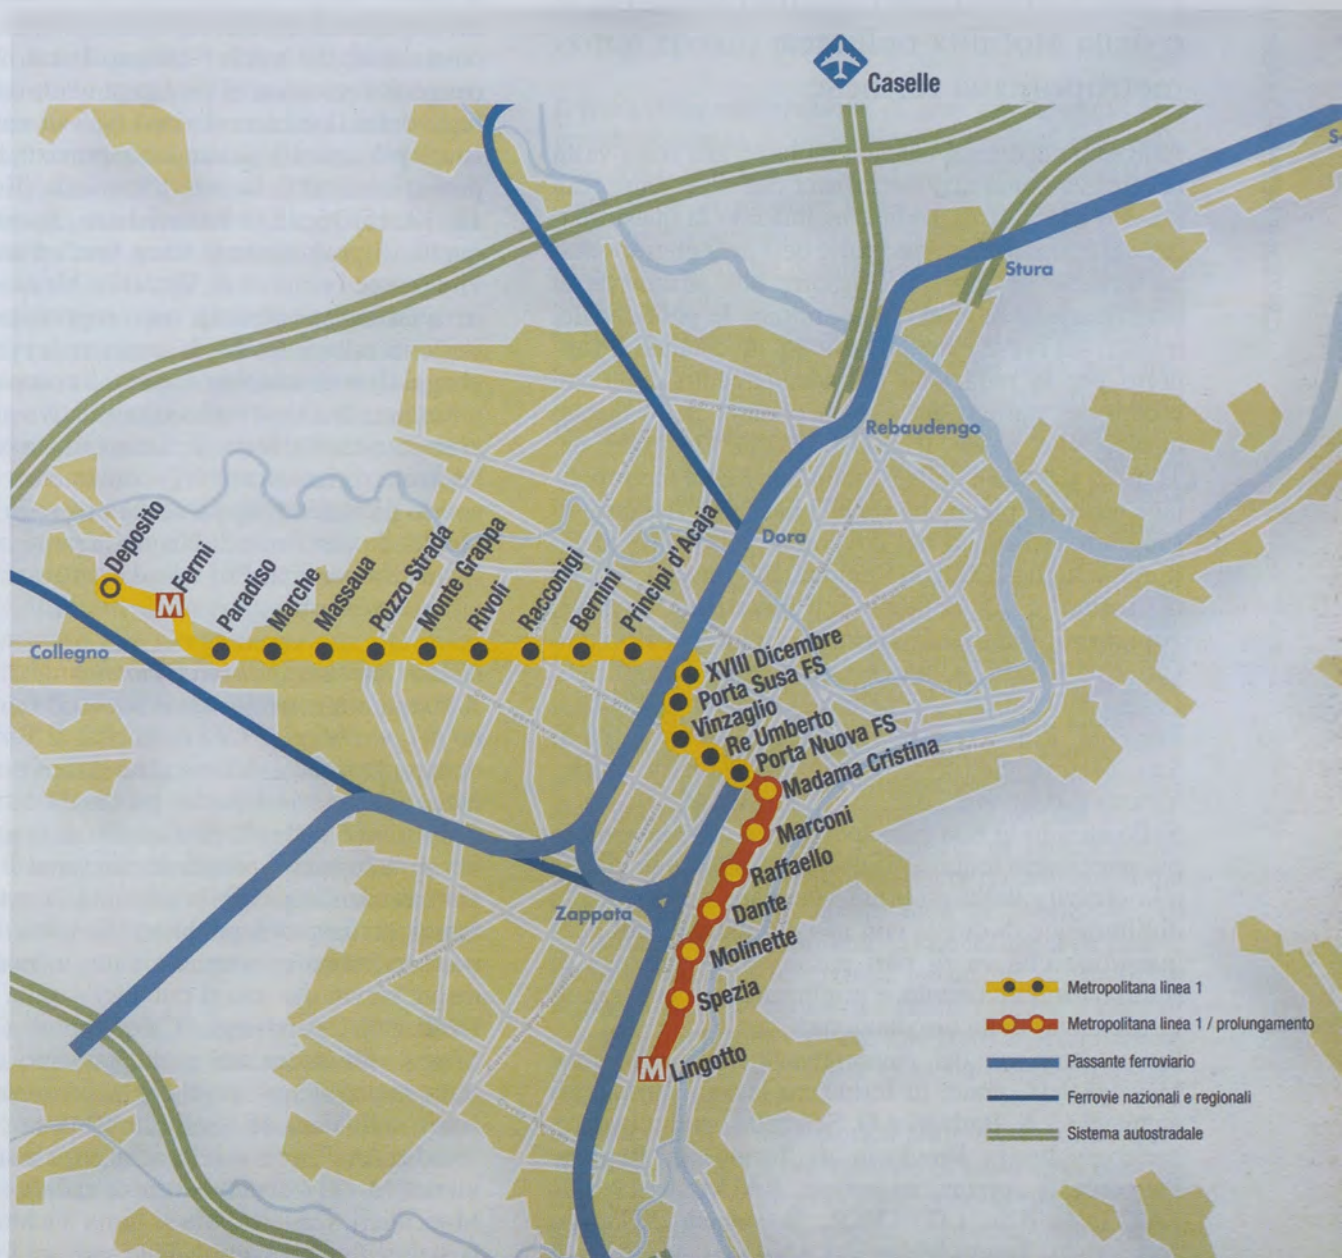 Caselle
Stura
Rebaudengo
Dora
Deposito
M
Fermi
Paradiso
Marche
Massaua
Pozzo Strada
Monte Grappa
Rivoli
Racconigi
Bernini
Principi d'Acaja
Collegno
XVIII Dicembre
Porta Susa FS
Vinzaglio
Re Umberto
Porta Nuova FS
Madama Cristina
Marconi
Raffaello
Dante
Zappata
Molinette
Spezia
M
Lingotto
Metropolitana linea 1
Metropolitana linea 1 / prolungamento
Passante ferroviario
Ferrovie nazionali e regionali
Sistema autostradale